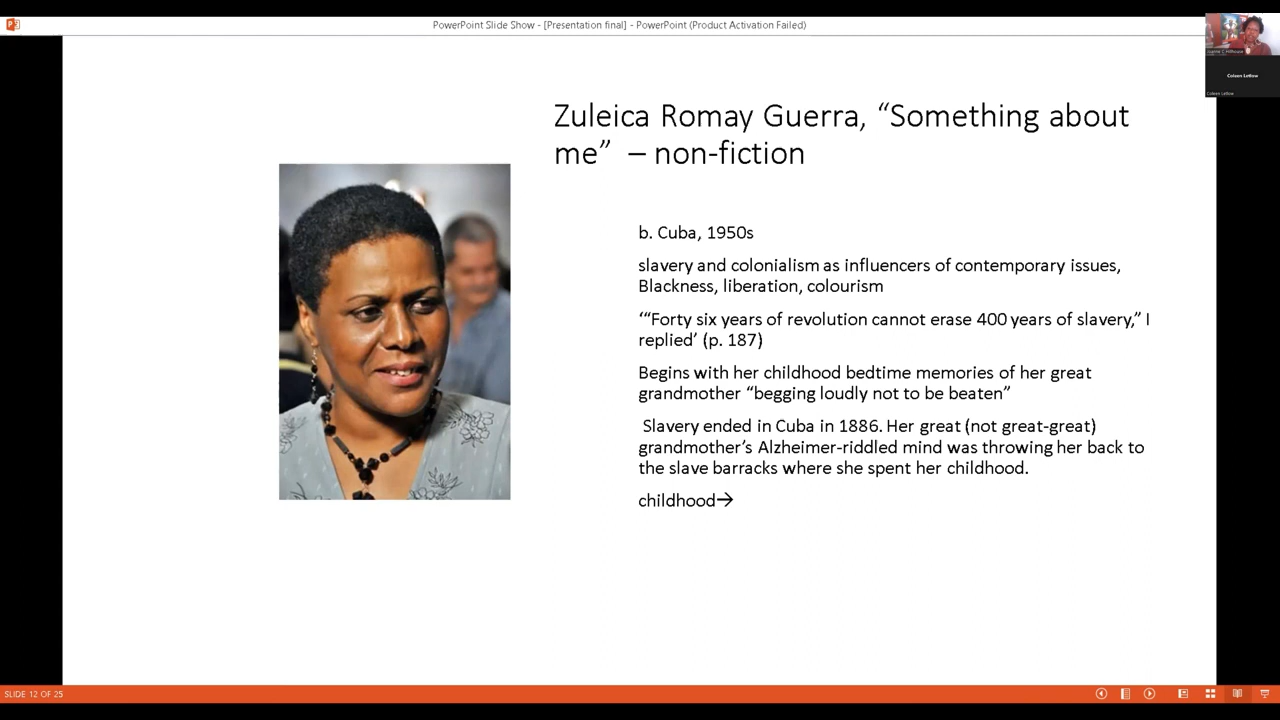 PowerPoint Slide Show - [Presentation final] - PowerPoint (Product Activation Failed)
Coleen Letlow
Coleen Letlow
Zuleica Romay Guerra, “Something about
me”  – non-fiction
b. Cuba, 1950s
slavery and colonialism as influencers of contemporary issues,
Blackness, liberation, colourism
‘“Forty six years of revolution cannot erase 400 years of slavery,” I
replied’ (p. 187)
Begins with her childhood bedtime memories of her great
grandmother “begging loudly not to be beaten”
Slavery ended in Cuba in 1886. Her great (not great-great)
grandmother’s Alzheimer-riddled mind was throwing her back to
the slave barracks where she spent her childhood.
childhood→
SLIDE 12 OF 25